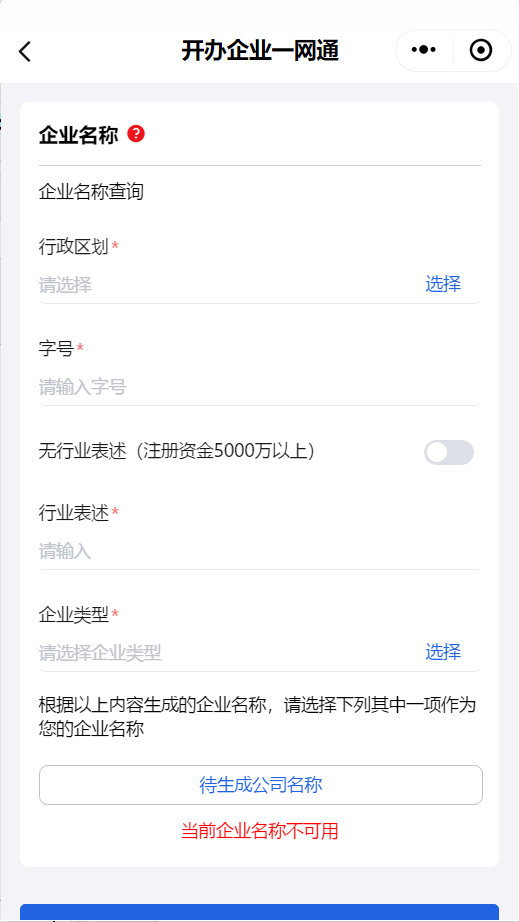 开办企业一网通
企业名称 ?
企业名称查询
行政区划*
请选择 选择
字号*
请输入字号
无行业表述（注册资金5000万以上）
行业表述*
请输入
企业类型*
请选择企业类型 选择
根据以上内容生成的企业名称，请选择下列其中一项作为
您的企业名称
待生成公司名称
当前企业名称不可用